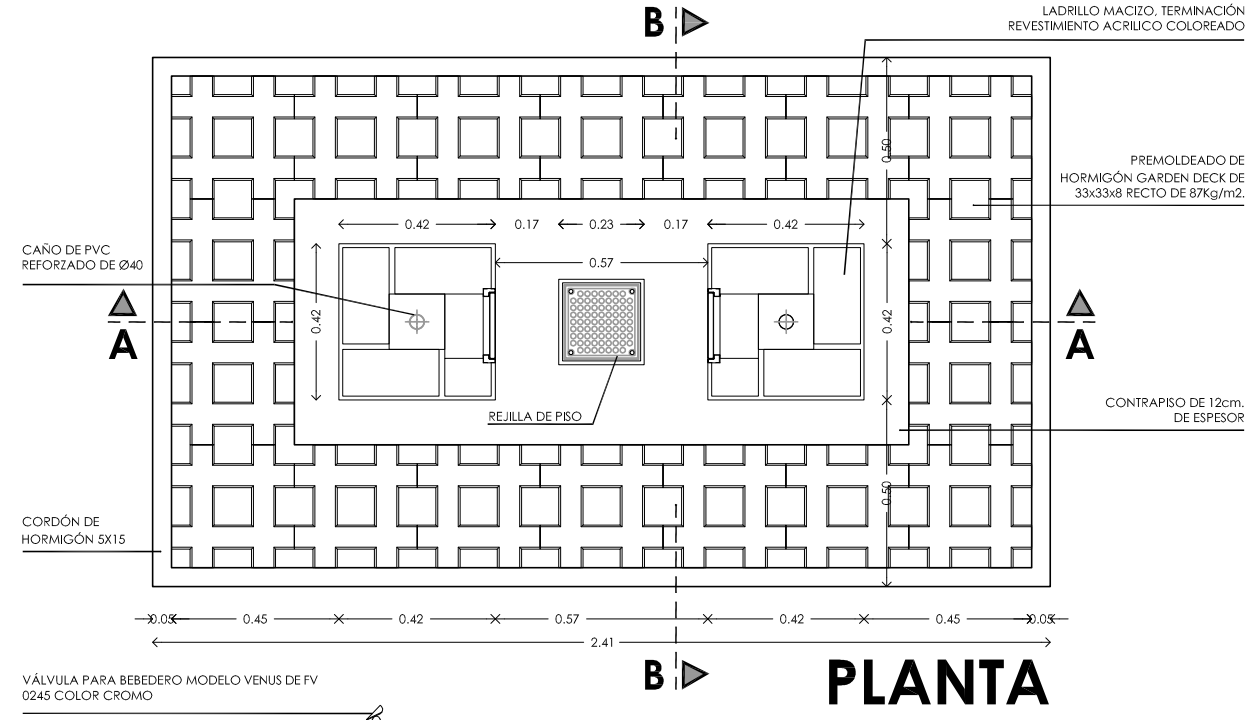 B
LADRILLO MACIZO, TERMINACIÓN
REVESTIMIENTO ACRILICO COLOREADO
0.50
PREMOLDEADO DE
HORMIGÓN GARDEN DECK DE
33x33x8 RECTO DE 87Kg/m2.
0.42
0.17
0.23
0.17
0.42
CAÑO DE PVC
REFORZADO DE Ø40
0.57
0.42
0.42
A
A
REJILLA DE PISO
CONTRAPISO DE 12cm.
DE ESPESOR
0.50
CORDÓN DE
HORMIGÓN 5X15
0.05
0.45
0.42
0.57
0.42
0.45
0.05
2.41
B
PLANTA
VÁLVULA PARA BEBEDERO MODELO VENUS DE FV
0245 COLOR CROMO